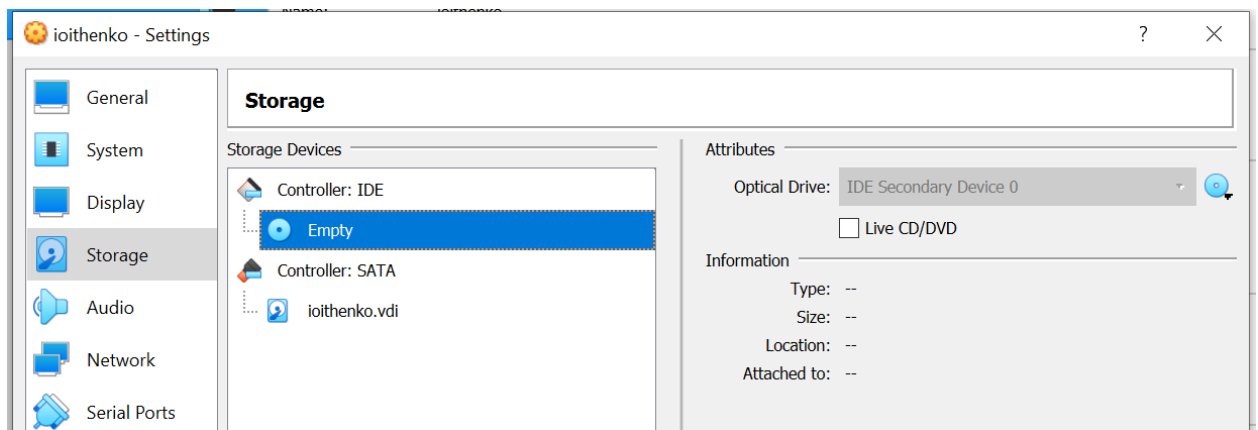 ioithenko - Settings
?
General
System
Display
Storage
Audio
Network
Serial Ports
Storage
Storage Devices
Controller: IDE
Empty
Controller: SATA
ioithenko.vdi
Attributes
Optical Drive: IDE Secondary Device 0
Live CD/DVD
Information
Type: --
Size: --
Location: --
Attached to: --